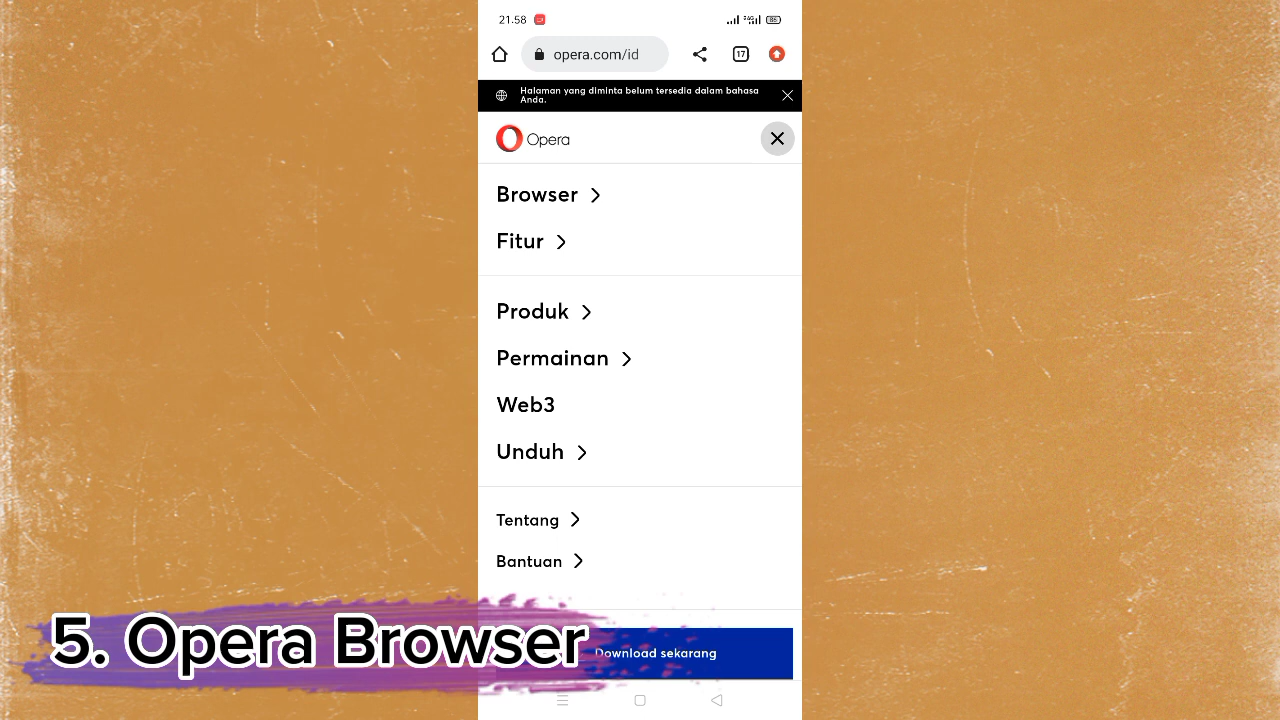 21.58
opera.com/id
17
Halaman yang diminta belum tersedia dalam bahasa
Anda.
Opera
Browser
Fitur
Produk
Permainan
Web3
Unduh
Tentang
Bantuan
5. Opera Browser
Download sekarang